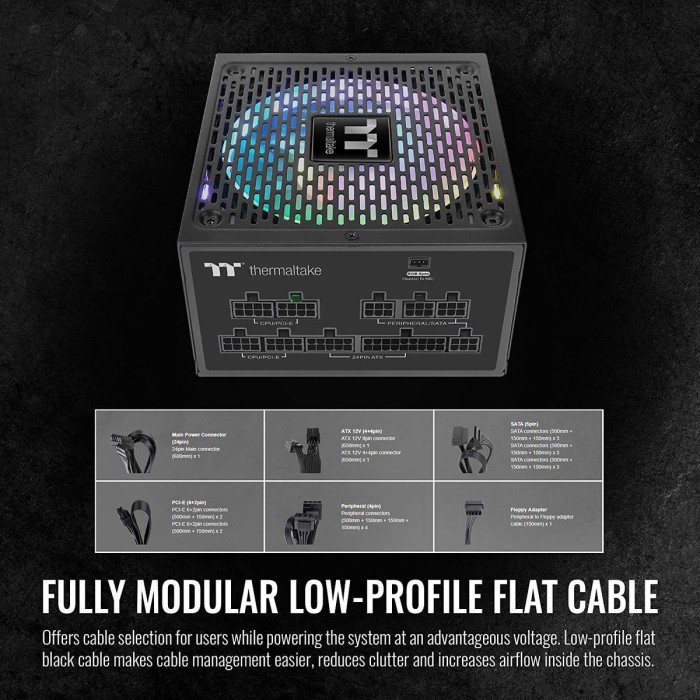 thermaltake
thermaltake
RGB Sync
(Header To MB)
CPU/PCI-E
PERIPHERAL/SATA
CPU/PCI-E
24PIN ATX
Main Power Connector
(24pin)
24pin Main connector
(600mm) x 1
ATX 12V (4+4pin)
ATX 12V 8pin connector
(650mm) x 1
ATX 12V 4+4pin connector
(650mm) x 1
SATA (5pin)
SATA connectors (500mm +
150mm + 150mm) x 3
SATA connectors (500mm +
150mm + 150mm) x 3
SATA connectors (500mm +
150mm + 150mm) x 3
PCI-E (6+2pin)
PCI-E 6+2pin connectors
(500mm + 150mm) x 2
PCI-E 6+2pin connectors
(500mm + 150mm) x 2
Peripheral (4pin)
Peripheral connectors
(500mm + 150mm + 150mm +
150mm) x 4
Floppy Adapter
Peripheral to Floppy adapter
cable (150mm) x 1
FULLY MODULAR LOW-PROFILE FLAT CABLE
Offers cable selection for users while powering the system at an advantageous voltage. Low-profile flat
black cable makes cable management easier, reduces clutter and increases airflow inside the chassis.